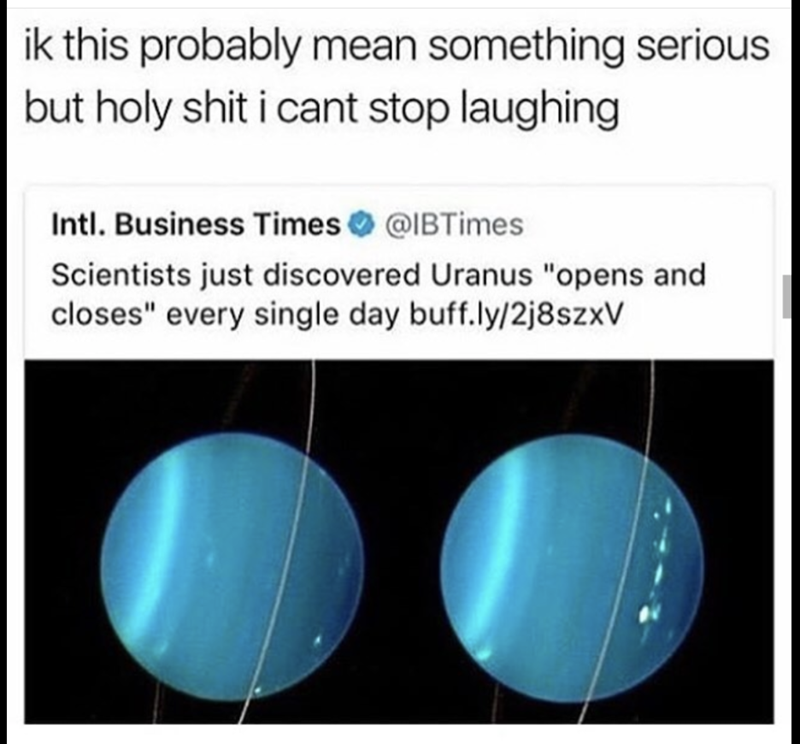 ik this probably mean something serious
but holy shit i cant stop laughing
Intl. Business Times @IBTimes
Scientists just discovered Uranus "opens and
closes" every single day buff.ly/2j8szxV